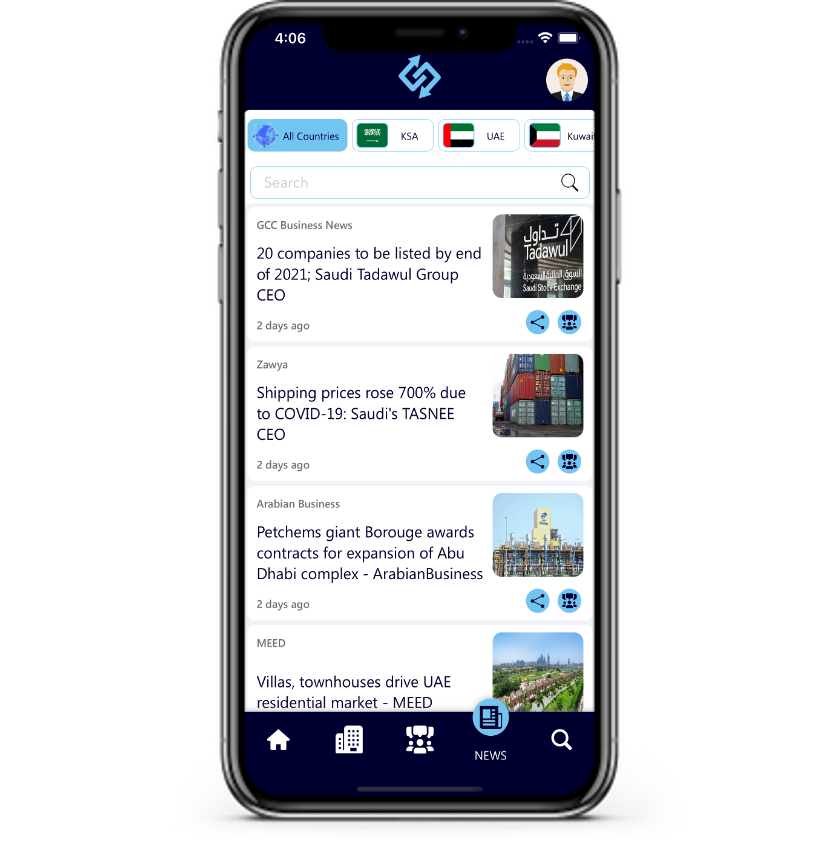 4:06
All Countries
KSA
UAE
Kuwai
Search
GCC Business News
20 companies to be listed by end
of 2021; Saudi Tadawul Group
CEO
2 days ago
تداول
Tadawul
السوق المالية السعودية
Saudi Stock Exchange
Zawya
Shipping prices rose 700% due
to COVID-19: Saudi's TASNEE
CEO
2 days ago
Arabian Business
Petchems giant Borouge awards
contracts for expansion of Abu
Dhabi complex - ArabianBusiness
2 days ago
MEED
Villas, townhouses drive UAE
residential market - MEED
NEWS